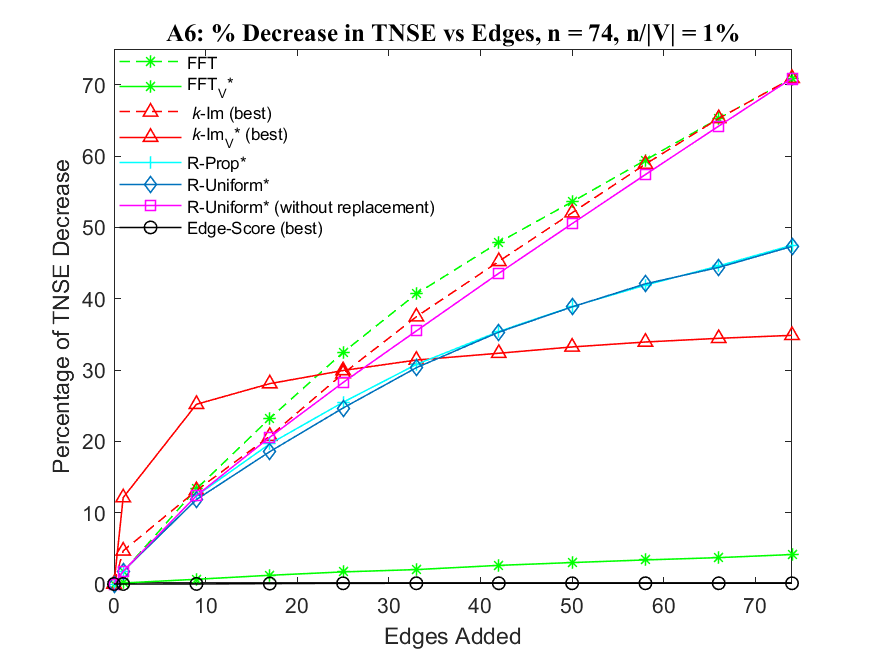 A6: % Decrease in TNSE vs Edges, n = 74, n/|V| = 1%
FFT
FFT_V*
k-Im (best)
k-Im_V* (best)
R-Prop*
R-Uniform*
R-Uniform* (without replacement)
Edge-Score (best)
Percentage of TNSE Decrease
70
60
50
40
30
20
10
0
0 10 20 30 40 50 60 70
Edges Added